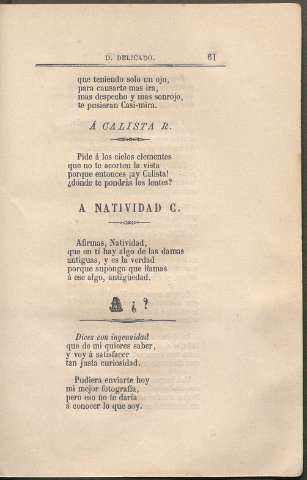 D. DELICADO. 61
que teniendo solo un ojo,
para causarte mas ira,
mas despecho y mas sonrojo,
te pusieran Casi-mira.
Á CALISTA R.
Pide á los cielos clementes
que no te acorten la vista
porque entonces ¡ay Calista!
¿dónde te pondrás los lentes?
A NATIVIDAD C.
Afirmas, Natividad,
que en tí hay algo de las damas
antiguas, y es la verdad
porque supongo que llamas
á ese algo, antigüedad.
A ¿?
Dices con ingenuidad
que de mi quieres saber,
y voy á satisfacer
tan justa curiosidad.
Pudiera enviarte hoy
mi mejor fotografía,
pero eso no te daría
á conocer lo que soy.